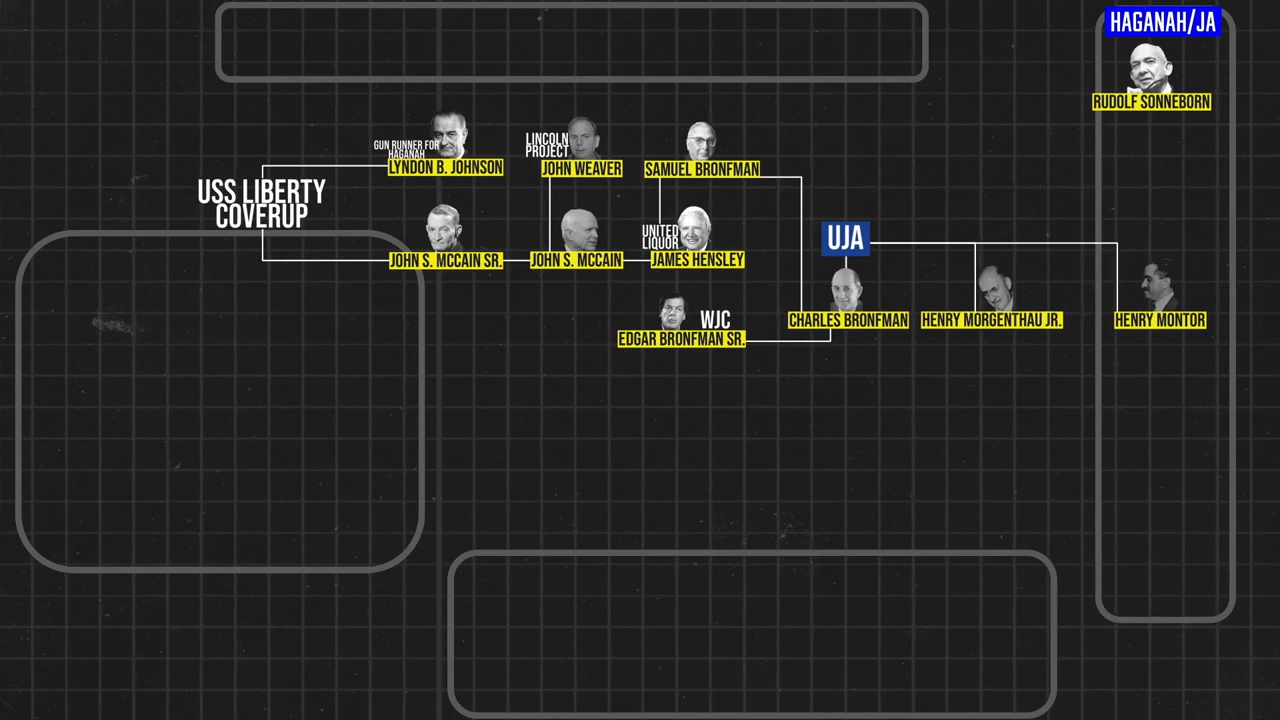 HAGANAH/JA
RUDOLF SONNEBORN
GUN RUNNER FOR
HAGANAH
LYNDON B. JOHNSON
LINCOLN
PROJECT
JOHN WEAVER
SAMUEL BRONFMAN
USS LIBERTY
COVERUP
JOHN S. MCCAIN SR.
JOHN S. MCCAIN
UNITED
LIQUOR
JAMES HENSLEY
UJA
CHARLES BRONFMAN
HENRY MORGENTHAU JR.
HENRY MONTOR
WJC
EDGAR BRONFMAN SR.